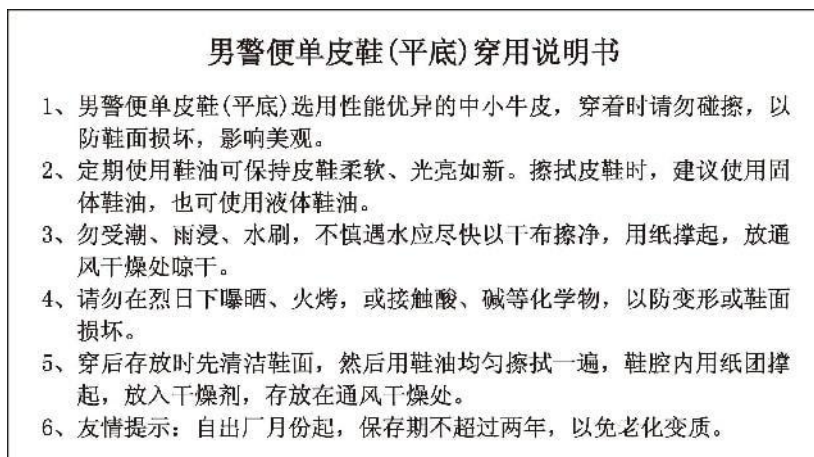 男警便单皮鞋(平底)穿用说明书
1、男警便单皮鞋(平底)选用性能优异的中小牛皮，穿着时请勿碰擦，以
防鞋面损坏，影响美观。
2、定期使用鞋油可保持皮鞋柔软、光亮如新。擦拭皮鞋时，建议使用固
体鞋油，也可使用液体鞋油。
3、勿受潮、雨浸、水刷，不慎遇水应尽快以干布擦净，用纸撑起，放通
风干燥处晾干。
4、请勿在烈日下曝晒、火烤，或接触酸、碱等化学物，以防变形或鞋面
损坏。
5、穿后存放时先清洁鞋面，然后用鞋油均匀擦拭一遍，鞋腔内用纸团撑
起，放入干燥剂，存放在通风干燥处。
6、友情提示：自出厂月份起，保存期不超过两年，以免老化变质。